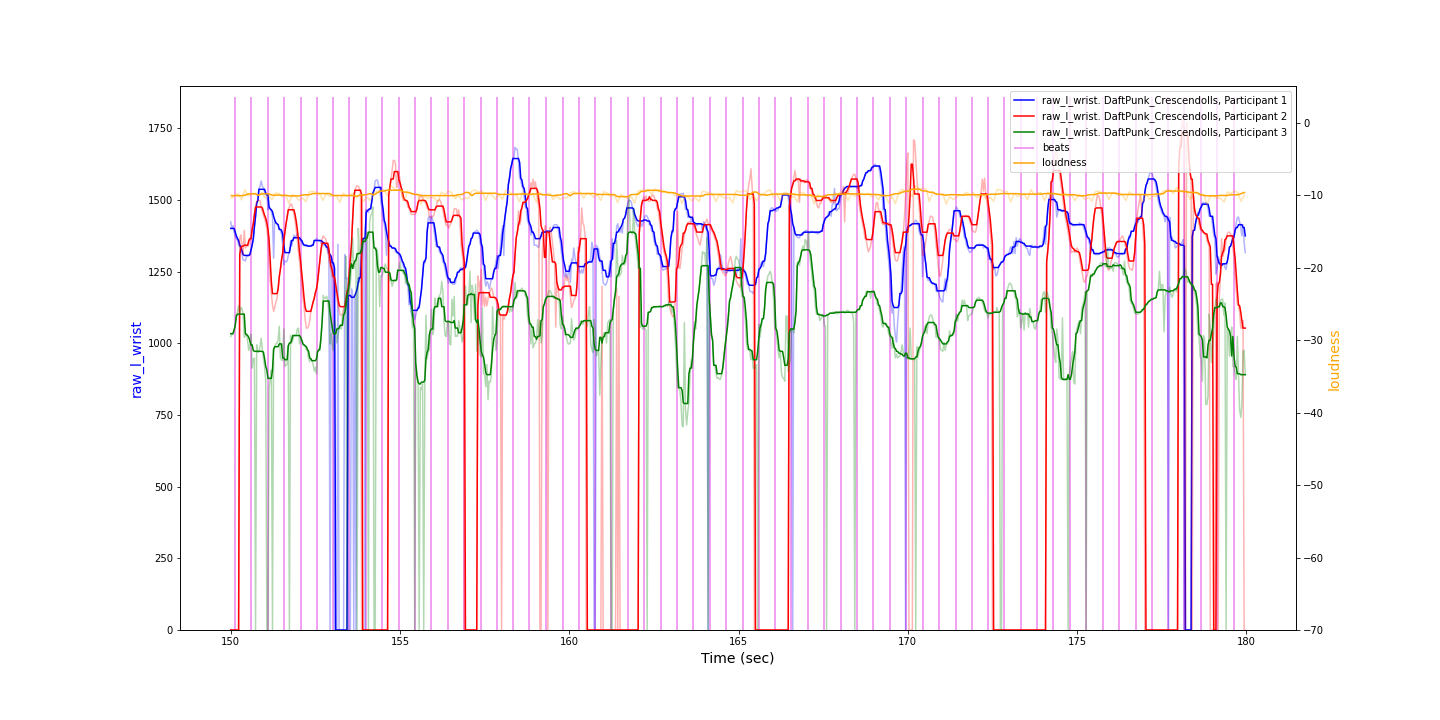 raw_l_wrist. DaftPunk_Crescendolls, Participant 1
raw_l_wrist. DaftPunk_Crescendolls, Participant 2
raw_l_wrist. DaftPunk_Crescendolls, Participant 3
beats
loudness
1750
1500
1250
1000
750
500
250
0
raw_l_wrist
0
−10
−20
−30
−40
−50
−60
−70
loudness
150
155
160
165
170
175
180
Time (sec)